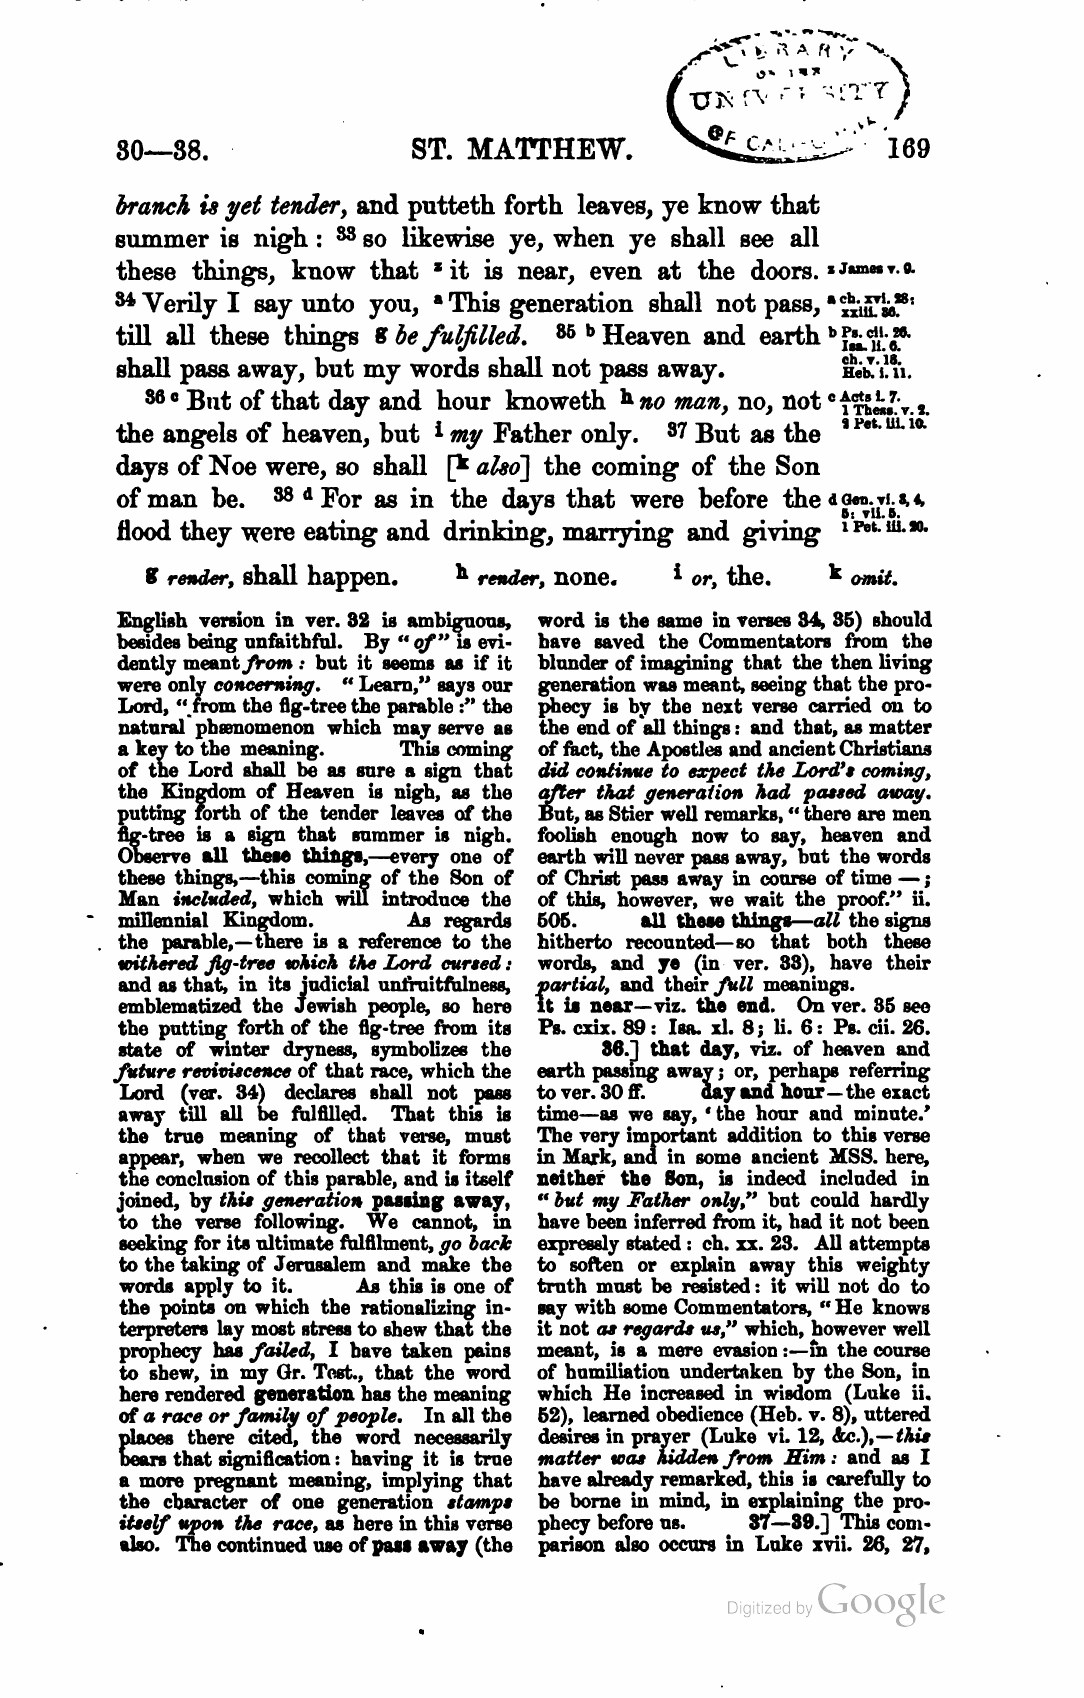 LIBRARY
OF THE
UNIVERSITY
OF
30—38. ST. MATTHEW. 169
branch is yet tender, and putteth forth leaves, ye know that
summer is nigh : 33 so likewise ye, when ye shall see all
these things, know that z it is near, even at the doors.
z James v. 9.
34 Verily I say unto you, a This generation shall not pass,
a ch. xvi. 28:
xxiii. 36.
till all these things g be fulfilled. 35 b Heaven and earth
b Ps. cii. 26.
Isa. li. 6.
shall pass away, but my words shall not pass away.
ch. v. 18.
Heb. i. 11.
36 c But of that day and hour knoweth h no man, no, not
c Acts i. 7.
1 Thess. v. 2.
the angels of heaven, but i my Father only. 37 But as the
2 Pet. iii. 10.
days of Noe were, so shall [k also] the coming of the Son
of man be. 38 d For as in the days that were before the
d Gen. vi. 3, 4,
5: vii. 5.
flood they were eating and drinking, marrying and giving
1 Pet. iii. 20.
g render, shall happen. h render, none. i or, the. k omit.
English version in ver. 32 is ambiguous,
besides being unfaithful. By “ of ” is evi-
dently meant from : but it seems as if it
were only concerning. “ Learn,” says our
Lord, “ from the fig-tree the parable :” the
natural phænomenon which may serve as
a key to the meaning. This coming
of the Lord shall be as sure a sign that
the Kingdom of Heaven is nigh, as the
putting forth of the tender leaves of the
fig-tree is a sign that summer is nigh.
Observe all these things,—every one of
these things,—this coming of the Son of
Man included, which will introduce the
millennial Kingdom. As regards
the parable,—there is a reference to the
withered fig-tree which the Lord cursed :
and as that, in its judicial unfruitfulness,
emblematized the Jewish people, so here
the putting forth of the fig-tree from its
state of winter dryness, symbolizes the
future reviviscence of that race, which the
Lord (ver. 34) declares shall not pass
away till all be fulfilled. That this is
the true meaning of that verse, must
appear, when we recollect that it forms
the conclusion of this parable, and is itself
joined, by this generation passing away,
to the verse following. We cannot, in
seeking for its ultimate fulfilment, go back
to the taking of Jerusalem and make the
words apply to it. As this is one of
the points on which the rationalizing in-
terpreters lay most stress to shew that the
prophecy has failed, I have taken pains
to shew, in my Gr. Test., that the word
here rendered generation has the meaning
of a race or family of people. In all the
places there cited, the word necessarily
bears that signification : having it is true
a more pregnant meaning, implying that
the character of one generation stamps
itself upon the race, as here in this verse
also. The continued use of pass away (the
word is the same in verses 34, 35) should
have saved the Commentators from the
blunder of imagining that the then living
generation was meant, seeing that the pro-
phecy is by the next verse carried on to
the end of all things : and that, as matter
of fact, the Apostles and ancient Christians
did continue to expect the Lord's coming,
after that generation had passed away.
But, as Stier well remarks, “ there are men
foolish enough now to say, heaven and
earth will never pass away, but the words
of Christ pass away in course of time — ;
of this, however, we wait the proof.” ii.
505. all these things—all the signs
hitherto recounted—so that both these
words, and ye (in ver. 33), have their
partial, and their full meanings.
it is near—viz. the end. On ver. 35 see
Ps. cxix. 89 : Isa. xl. 8 ; li. 6 : Ps. cii. 26.
36.] that day, viz. of heaven and
earth passing away ; or, perhaps referring
to ver. 30 ff. day and hour—the exact
time—as we say, ‘ the hour and minute.’
The very important addition to this verse
in Mark, and in some ancient MSS. here,
neither the Son, is indeed included in
“ but my Father only,” but could hardly
have been inferred from it, had it not been
expressly stated : ch. xx. 23. All attempts
to soften or explain away this weighty
truth must be resisted : it will not do to
say with some Commentators, “ He knows
it not as regards us,” which, however well
meant, is a mere evasion :—in the course
of humiliation undertaken by the Son, in
which He increased in wisdom (Luke ii.
52), learned obedience (Heb. v. 8), uttered
desires in prayer (Luke vi. 12, &c.),—this
matter was hidden from Him : and as I
have already remarked, this is carefully to
be borne in mind, in explaining the pro-
phecy before us. 37—39.] This com-
parison also occurs in Luke xvii. 26, 27,
Digitized by Google